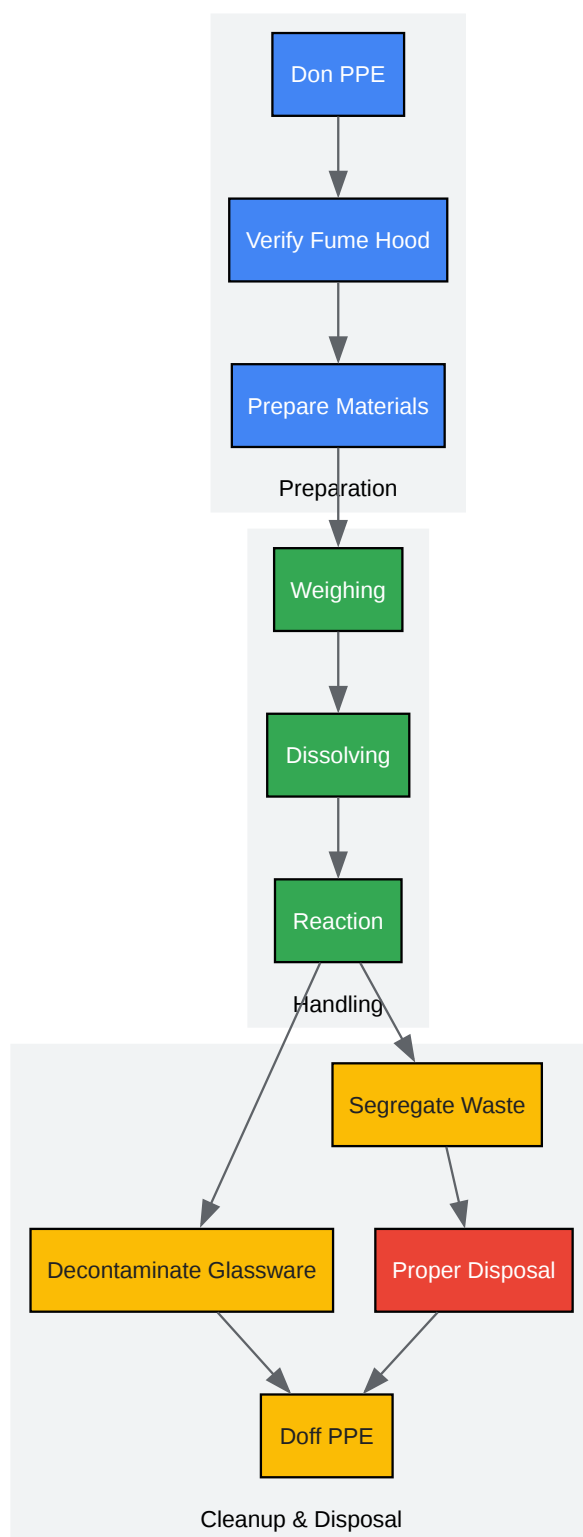 Don PPE
Verify Fume Hood
Prepare Materials
Preparation
Weighing
Dissolving
Reaction
Handling
Segregate Waste
Decontaminate Glassware
Proper Disposal
Doff PPE
Cleanup & Disposal